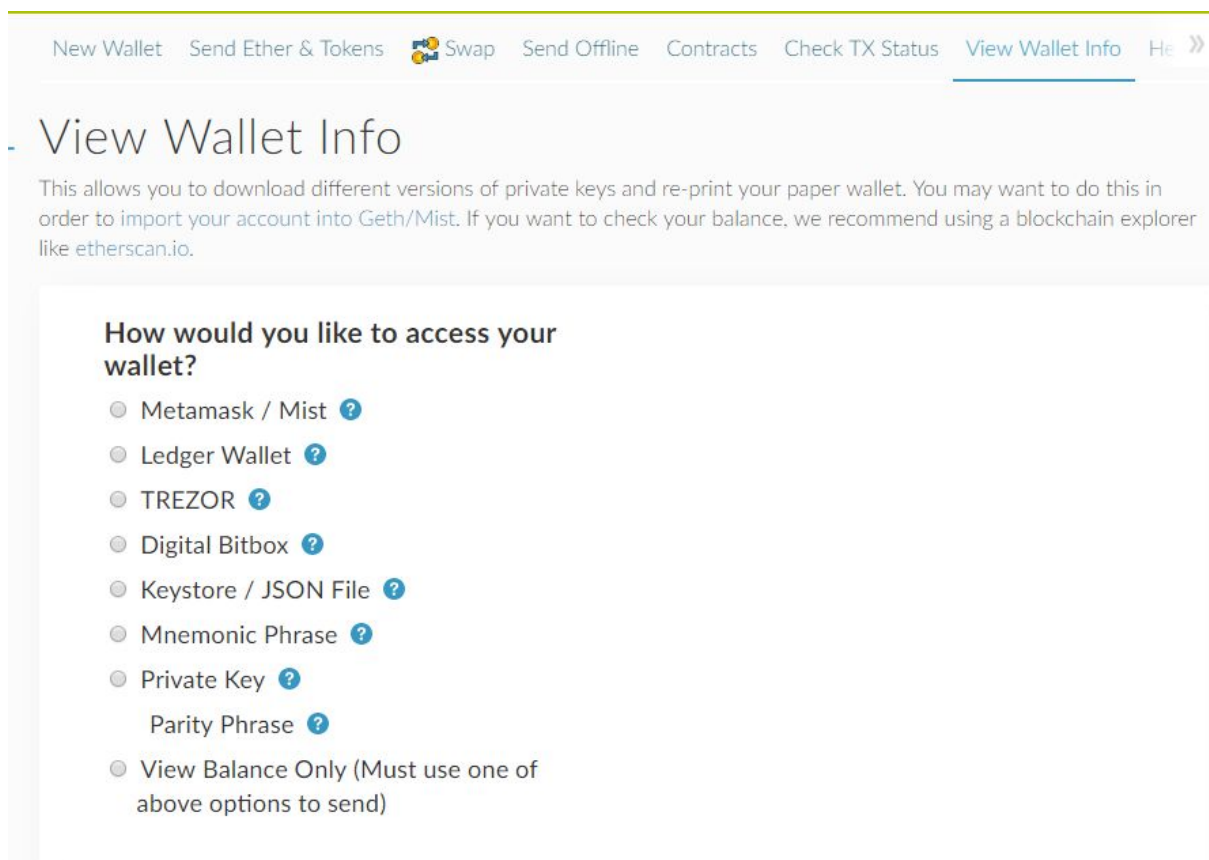 New Wallet Send Ether & Tokens Swap Send Offline Contracts Check TX Status View Wallet Info He »
View Wallet Info
This allows you to download different versions of private keys and re-print your paper wallet. You may want to do this in
order to import your account into Geth/Mist. If you want to check your balance, we recommend using a blockchain explorer
like etherscan.io.
How would you like to access your
wallet?
Metamask / Mist ?
Ledger Wallet ?
TREZOR ?
Digital Bitbox ?
Keystore / JSON File ?
Mnemonic Phrase ?
Private Key ?
Parity Phrase ?
View Balance Only (Must use one of
above options to send)